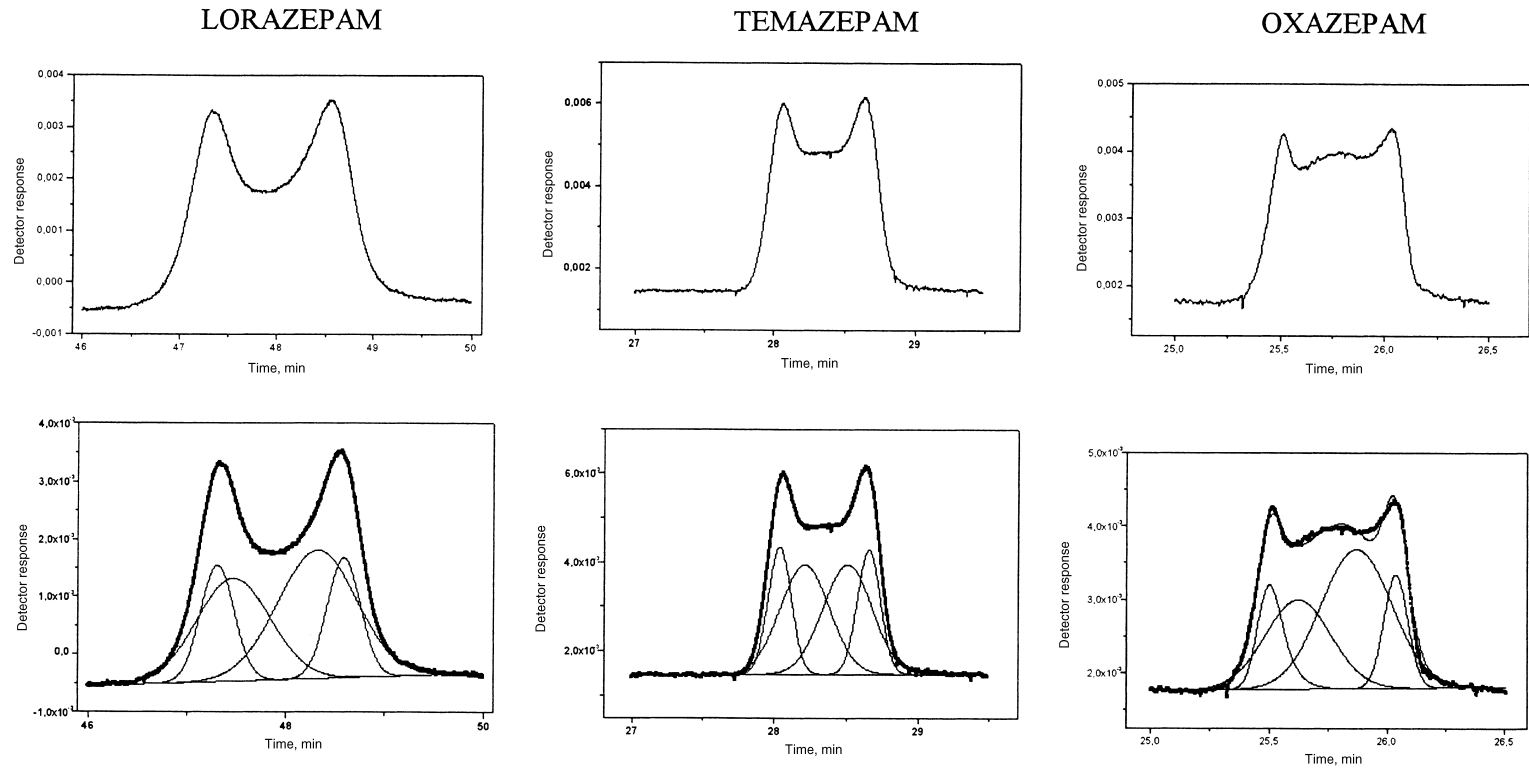 LORAZEPAM
TEMAZEPAM
OXAZEPAM
0,004
0,003
0,002
0,001
0,000
-0,001
Detector response
46
47
48
49
50
Time, min
0,006
0,004
0,002
Detector response
27
28
29
Time, min
0,005
0,004
0,003
0,002
Detector response
25,0
25,5
26,0
26,5
Time, min
4,0x10⁻³
3,0x10⁻³
2,0x10⁻³
1,0x10⁻³
0,0
-1,0x10⁻³
Detector response
46
48
50
Time, min
6,0x10⁻³
4,0x10⁻³
2,0x10⁻³
Detector response
27
28
29
Time, min
5,0x10⁻³
4,0x10⁻³
3,0x10⁻³
2,0x10⁻³
Detector response
25,0
25,5
26,0
26,5
Time, min